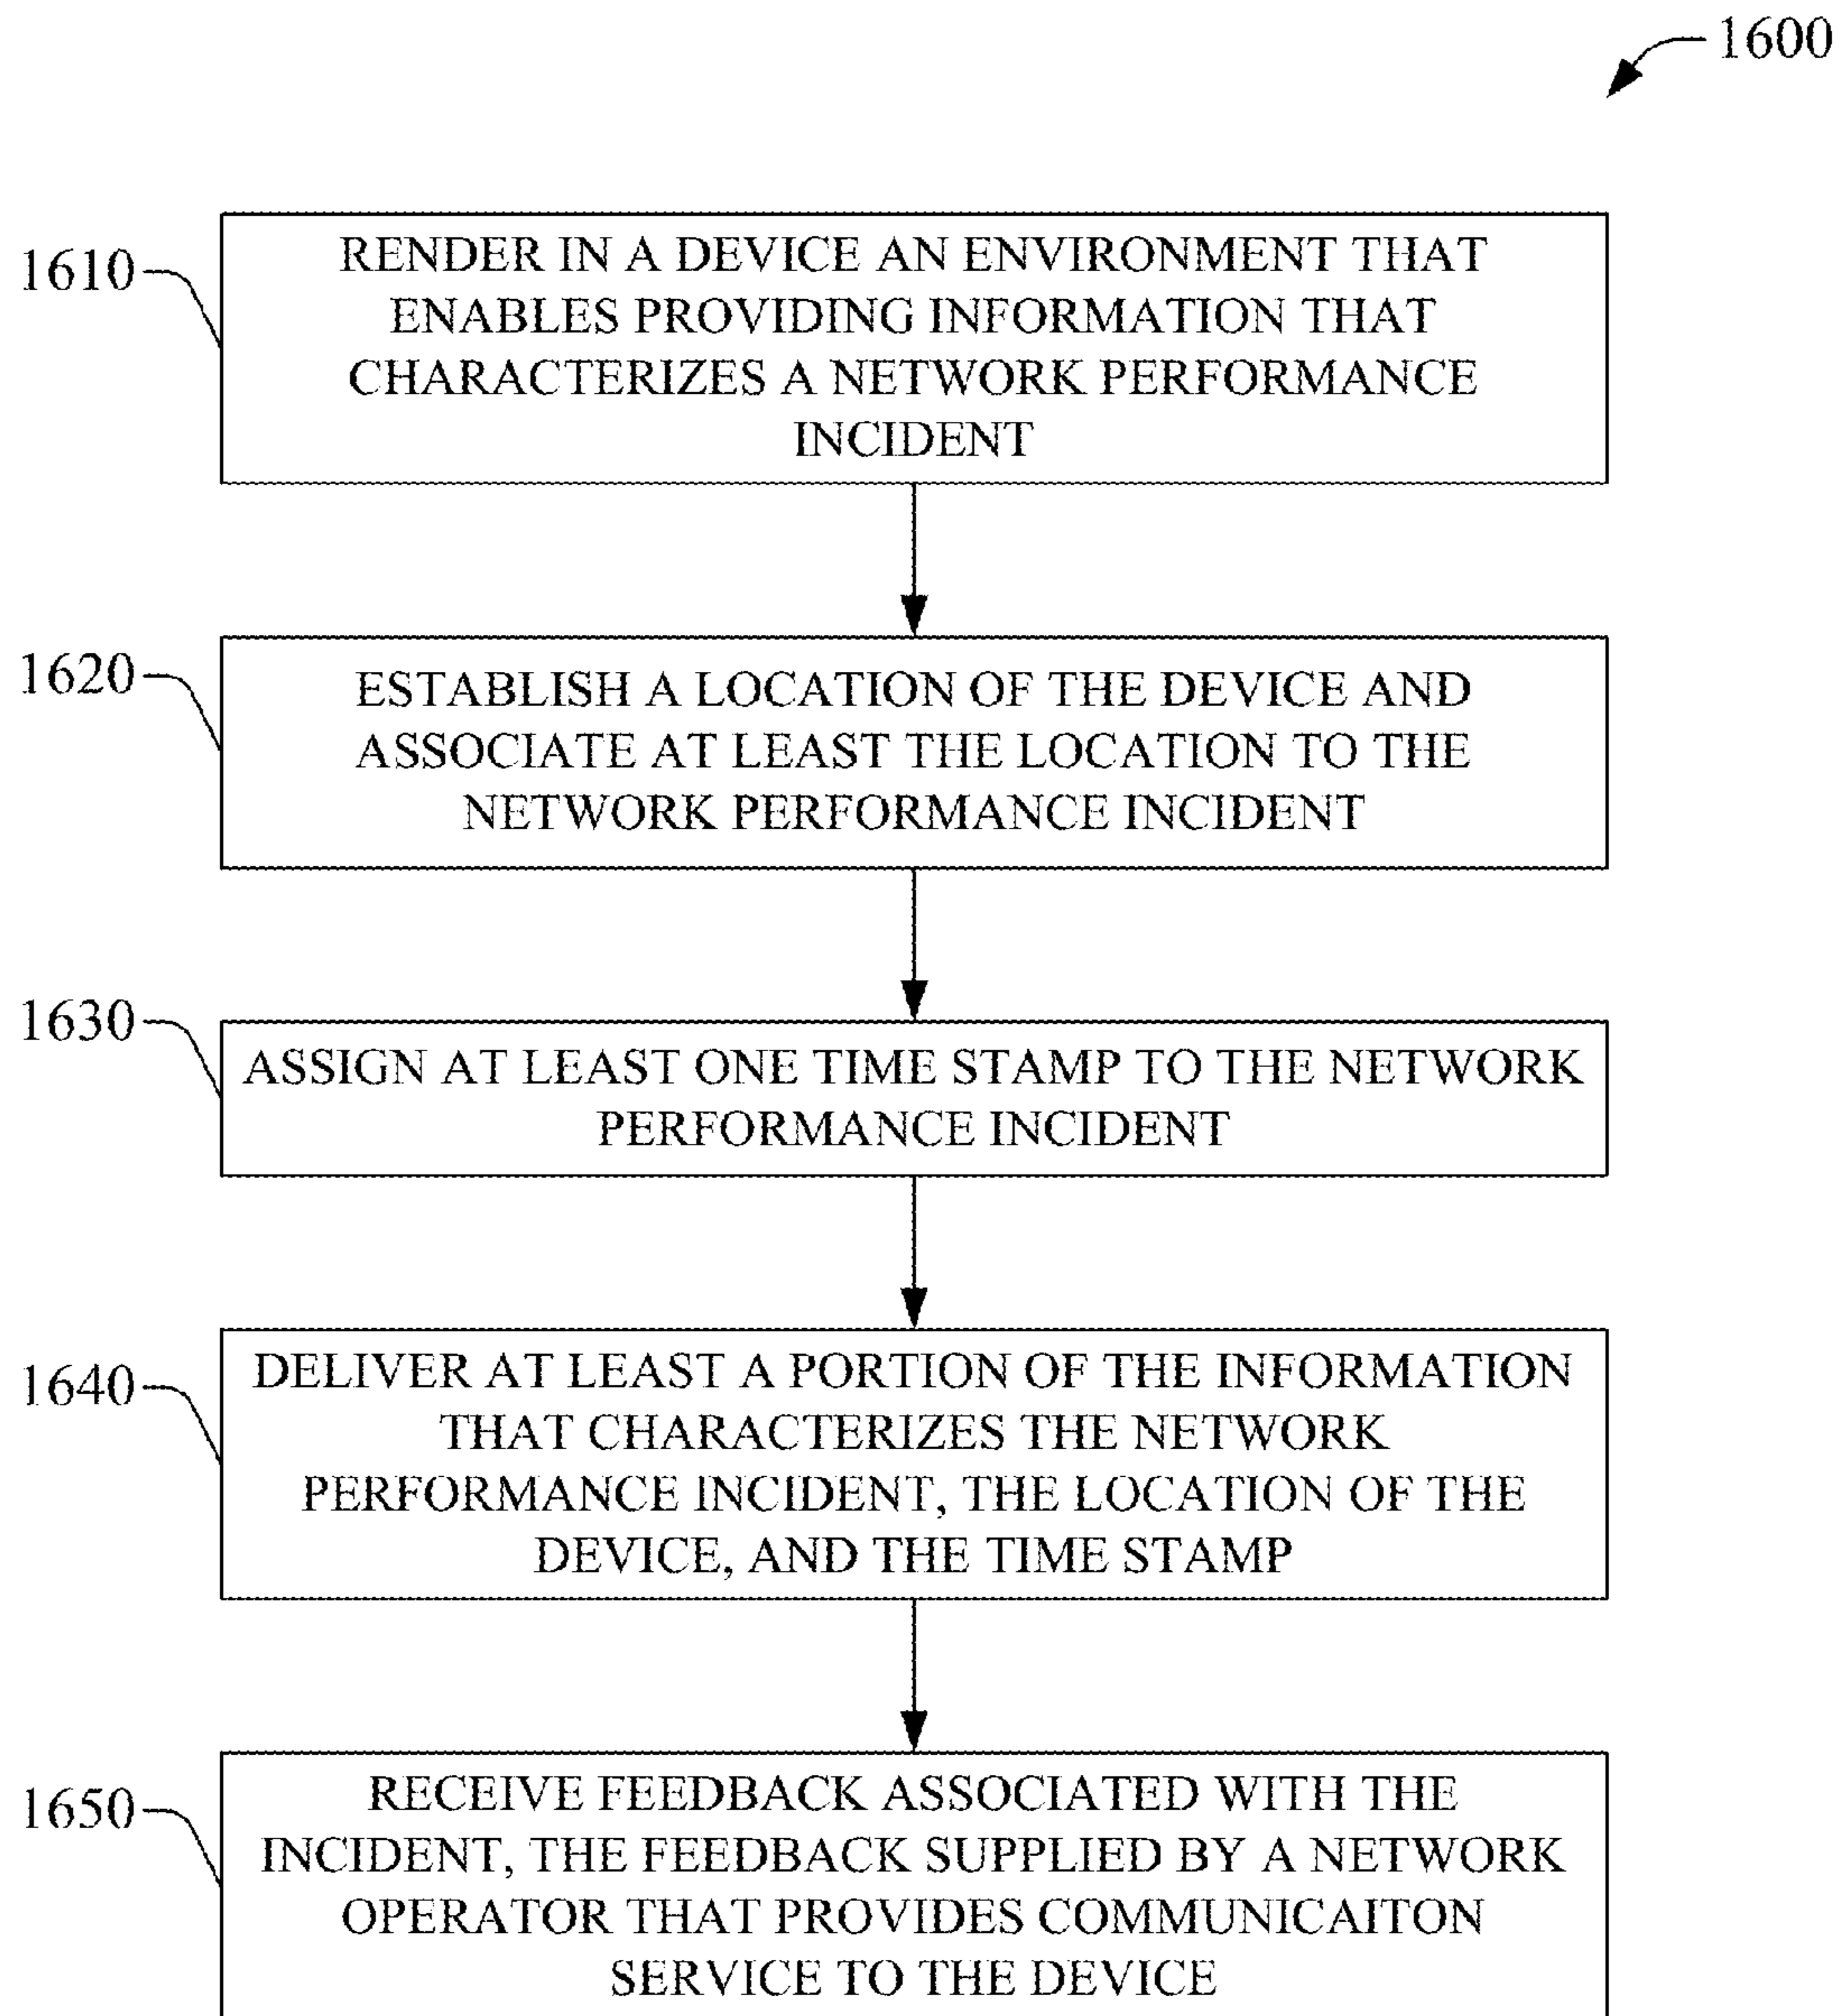 1600
1610
RENDER IN A DEVICE AN ENVIRONMENT THAT
ENABLES PROVIDING INFORMATION THAT
CHARACTERIZES A NETWORK PERFORMANCE
INCIDENT
1620
ESTABLISH A LOCATION OF THE DEVICE AND
ASSOCIATE AT LEAST THE LOCATION TO THE
NETWORK PERFORMANCE INCIDENT
1630
ASSIGN AT LEAST ONE TIME STAMP TO THE NETWORK
PERFORMANCE INCIDENT
1640
DELIVER AT LEAST A PORTION OF THE INFORMATION
THAT CHARACTERIZES THE NETWORK
PERFORMANCE INCIDENT, THE LOCATION OF THE
DEVICE, AND THE TIME STAMP
1650
RECEIVE FEEDBACK ASSOCIATED WITH THE
INCIDENT, THE FEEDBACK SUPPLIED BY A NETWORK
OPERATOR THAT PROVIDES COMMUNICAITON
SERVICE TO THE DEVICE